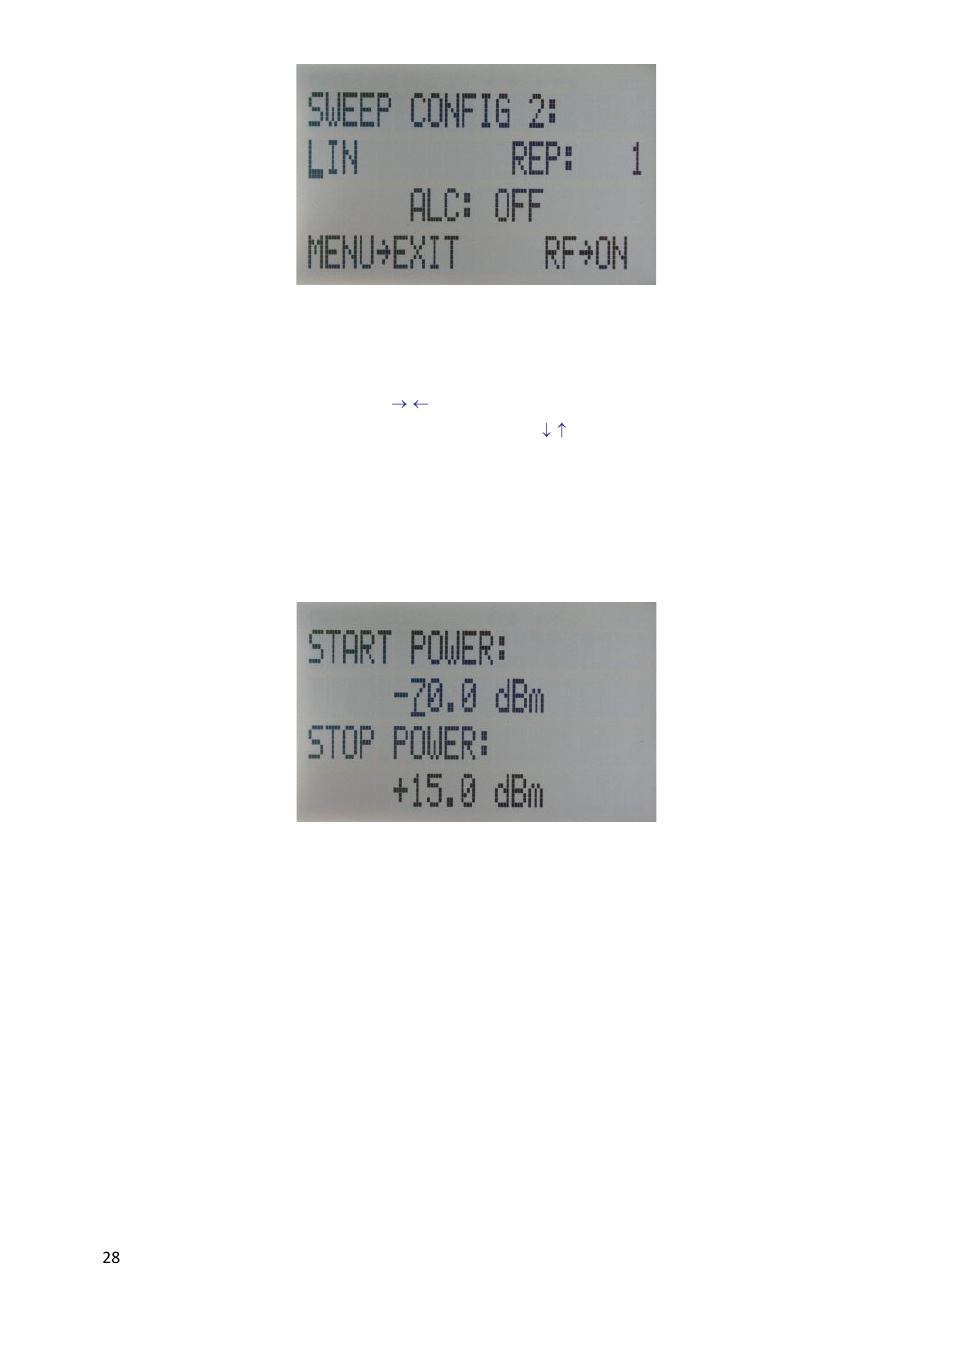 SWEEP CONFIG 2:
LIN REP: 1
ALC: OFF
MENU→EXIT RF→ON
→ ←
↓ ↑
START POWER:
-70.0 dBm
STOP POWER:
+15.0 dBm
28